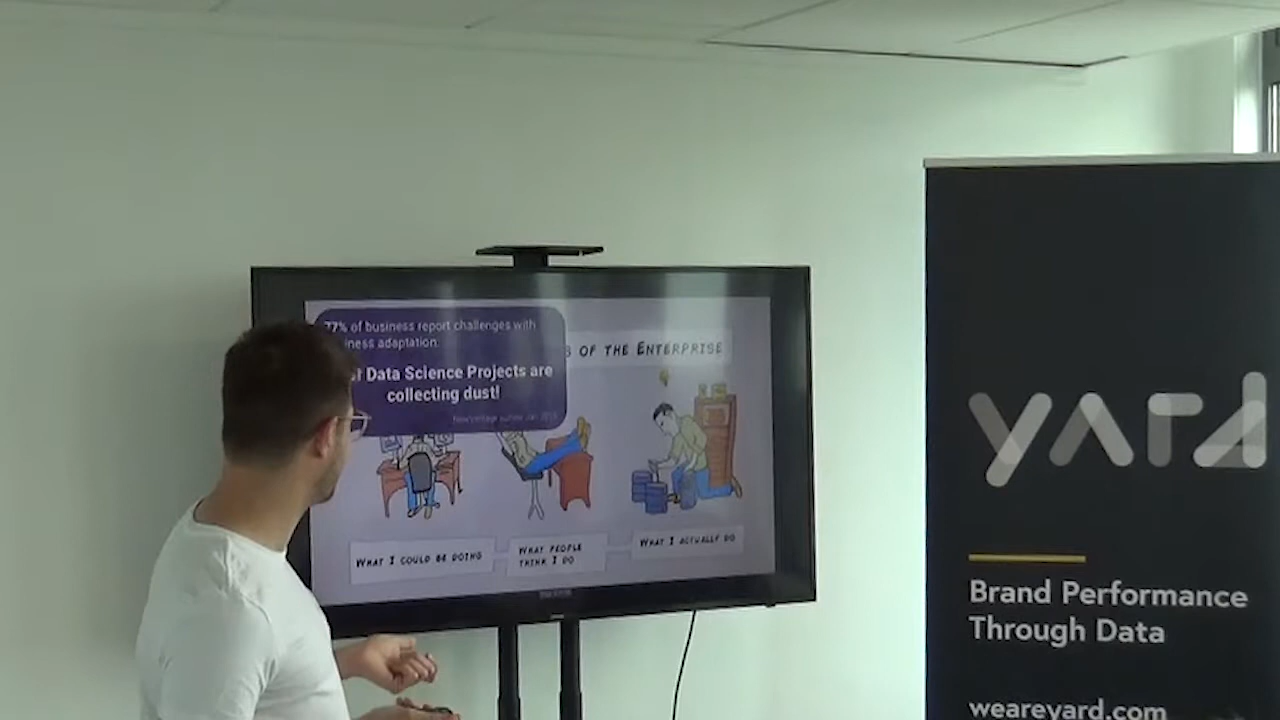 77% of business report challenges with
iness adaptation:
Data Science Projects are
collecting dust!
OF THE ENTERPRISE
WHAT I COULD BE DOING
WHAT PEOPLE
THINK I DO
WHAT I ACTUALLY DO
yard
Brand Performance
Through Data
weareyard.com